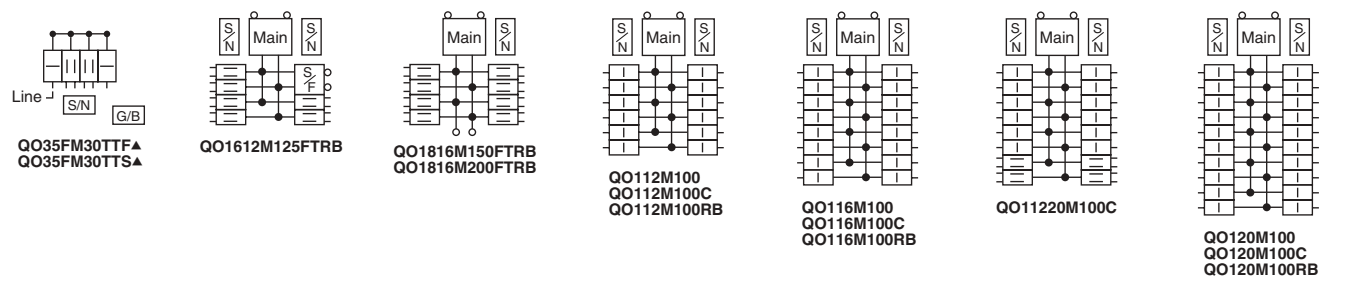 Line
S/N
G/B
QO35FM30TTF▲
QO35FM30TTS▲
S/N
Main
S/N
S/F
QO1612M125FTRB
S/N
Main
S/N
QO1816M150FTRB
QO1816M200FTRB
S/N
Main
S/N
QO112M100
QO112M100C
QO112M100RB
S/N
Main
S/N
QO116M100
QO116M100C
QO116M100RB
S/N
Main
S/N
QO11220M100C
S/N
Main
S/N
QO120M100
QO120M100C
QO120M100RB